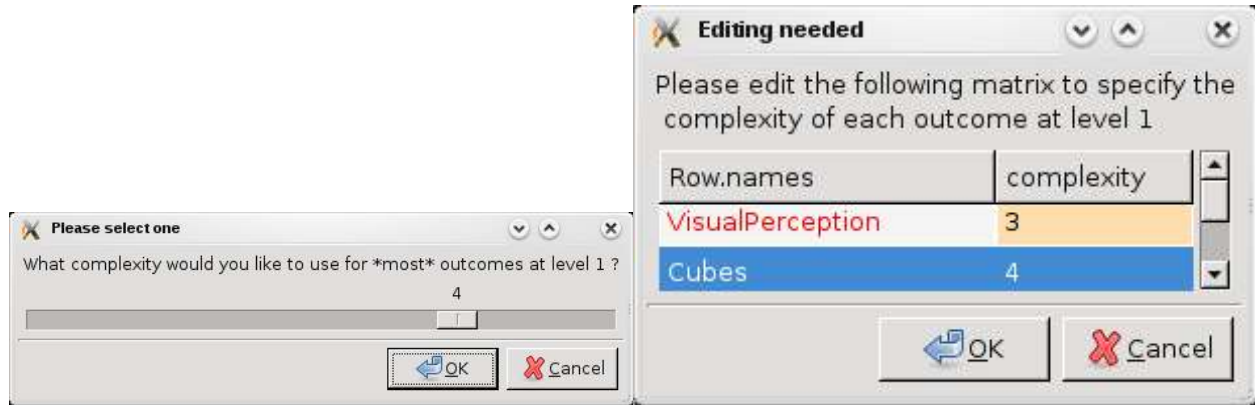 Please select one
What complexity would you like to use for *most* outcomes at level 1 ?
4
OK
Cancel
Editing needed
Please edit the following matrix to specify the
complexity of each outcome at level 1
Row.names complexity
VisualPerception 3
Cubes 4
OK
Cancel